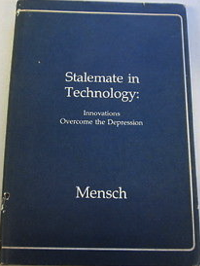 Stalemate in
Technology:
Innovations
Overcome the Depression
Mensch